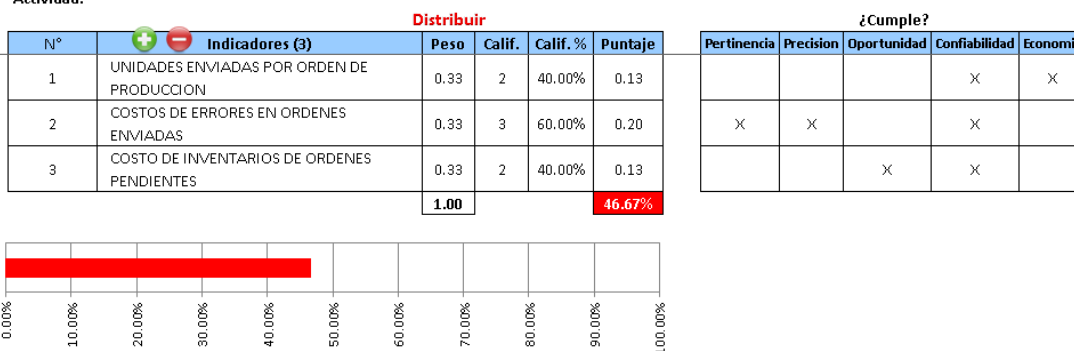 Actividad:
Distribuir ¿Cumple?
N° Indicadores (3) Peso Calif. Calif. % Puntaje Pertinencia Precision Oportunidad Confiabilidad Economi
1 UNIDADES ENVIADAS POR ORDEN DE PRODUCCION 0.33 2 40.00% 0.13 X X
2 COSTOS DE ERRORES EN ORDENES ENVIADAS 0.33 3 60.00% 0.20 X X X
3 COSTO DE INVENTARIOS DE ORDENES PENDIENTES 0.33 2 40.00% 0.13 X X
1.00 46.67%
0.00% 10.00% 20.00% 30.00% 40.00% 50.00% 60.00% 70.00% 80.00% 90.00% 100.00%